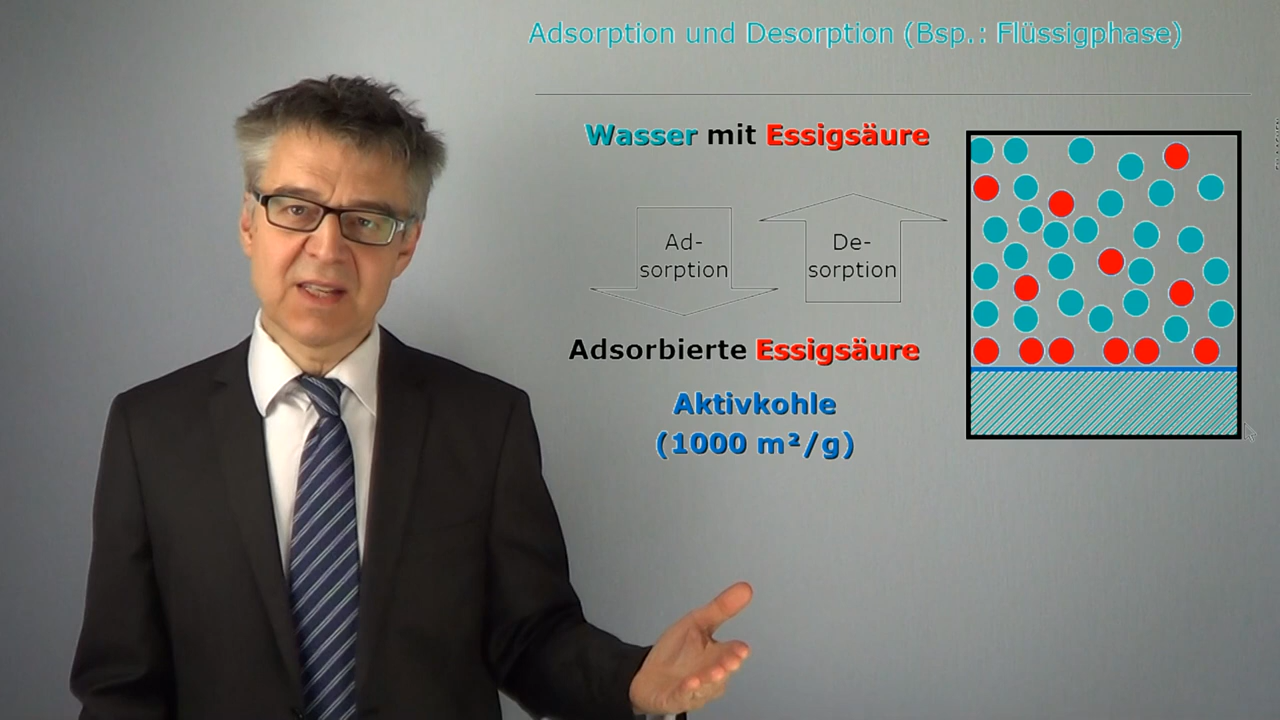 Adsorption und Desorption (Bsp.: Flüssigphase)
Wasser mit Essigsäure
Ad-
sorption
De-
sorption
Adsorbierte Essigsäure
Aktivkohle
(1000 m²/g)